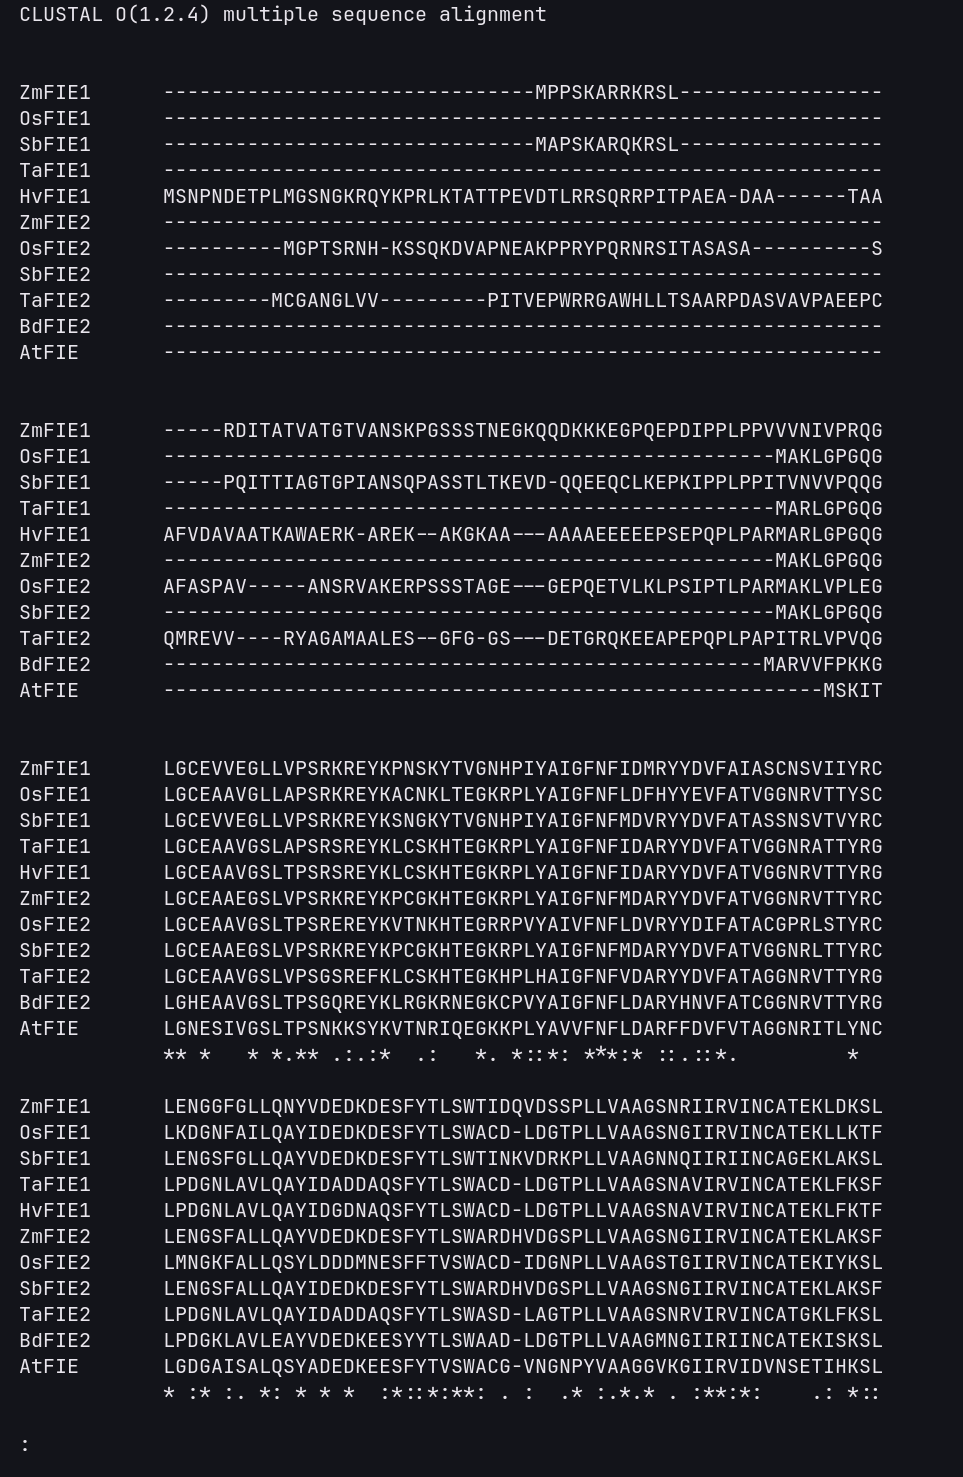 CLUSTAL O(1.2.4) multiple sequence alignment
ZmFIE1      -------------------------------MPPSKARRKRSL-----------------
OsFIE1      ------------------------------------------------------------
SbFIE1      -------------------------------MAPSKARQKRSL-----------------
TaFIE1      ------------------------------------------------------------
HvFIE1      MSNPNDETPLMGSNGKRQYKPRLKTATTPEVDTLRRSQRRPITPAEA-DAA------TAA
ZmFIE2      ------------------------------------------------------------
OsFIE2      ----------MGPTSRNH-KSSQKDVAPNEAKPPRYPQRNRSITASASA----------S
SbFIE2      ------------------------------------------------------------
TaFIE2      ---------MCGANGLVV---------PITVEPWRRGAWHLLTSAARPDASVAVPAEEPC
BdFIE2      ------------------------------------------------------------
AtFIE       ------------------------------------------------------------
ZmFIE1      -----RDITATVATGTVANSKPGSSSTNEGKQQDKKKEGPQEPDIPPLPPVVVNIVPRQG
OsFIE1      ---------------------------------------------------MAKLGPGQG
SbFIE1      -----PQITTIAGTGPIANSQPASSTLTKEVD-QQEEQCLKEPKIPPLPPITVNVVPQQG
TaFIE1      ---------------------------------------------------MARLGPGQG
HvFIE1      AFVDAVAATKAWAERK-AREK--AKGKAA---AAAAEEEEEPSEPQPLPARMARLGPGQG
ZmFIE2      ---------------------------------------------------MAKLGPGQG
OsFIE2      AFASPAV-----ANSRVAKERPSSSTAGE---GEPQETVLKLPSIPTLPARMAKLVPLEG
SbFIE2      ---------------------------------------------------MAKLGPGQG
TaFIE2      QMREVV----RYAGAMAALES--GFG-GS---DETGRQKEEAPEPQPLPAPITRLVPVQG
BdFIE2      --------------------------------------------------MARVVFPKKG
AtFIE       -------------------------------------------------------MSKIT
ZmFIE1      LGCEVVEGLLVPSRKREYKPNSKYTVGNHPIYAIGFNFIDMRYYDVFAIASCNSVIIYRC
OsFIE1      LGCEAAVGLLAPSRKREYKACNKLTEGKRPLYAIGFNFLDFHYYEVFATVGGNRVTTYSC
SbFIE1      LGCEVVEGLLVPSRKREYKSNGKYTVGNHPIYAIGFNFMDVRYYDVFATASSNSVTVYRC
TaFIE1      LGCEAAVGSLAPSRSREYKLCSKHTEGKRPLYAIGFNFIDARYYDVFATVGGNRATTYRG
HvFIE1      LGCEAAVGSLTPSRSREYKLCSKHTEGKRPLYAIGFNFIDARYYDVFATVGGNRVTTYRG
ZmFIE2      LGCEAAEGSLVPSRKREYKPCGKHTEGKRPLYAIGFNFMDARYYDVFATVGGNRVTTYRC
OsFIE2      LGCEAAVGSLTPSREREYKVTNKHTEGRRPVYAIVFNFLDVRYYDIFATACGPRLSTYRC
SbFIE2      LGCEAAEGSLVPSRKREYKPCGKHTEGKRPLYAIGFNFMDARYYDVFATVGGNRLTTYRC
TaFIE2      LGCEAAVGSLVPSGSREFKLCSKHTEGKHPLHAIGFNFVDARYYDVFATAGGNRVTTYRG
BdFIE2      LGHEAAVGSLTPSGQREYKLRGKRNEGKCPVYAIGFNFLDARYHNVFATCGGNRVTTYRG
AtFIE       LGNESIVGSLTPSNKKSYKVTNRIQEGKKPLYAVVFNFLDARFFDVFVTAGGNRITLYNC
            ** *   * *.** .:.:*  .:   *. *::*: ***:* ::.::*.         *
ZmFIE1      LENGGFGLLQNYVDEDKDESFYTLSWTIDQVDSSPLLVAAGSNRIIRVINCATEKLDKSL
OsFIE1      LKDGNFAILQAYIDEDKDESFYTLSWACD-LDGTPLLVAAGSNGIIRVINCATEKLLKTF
SbFIE1      LENGSFGLLQAYVDEDKDESFYTLSWTINKVDRKPLLVAAGNNQIIRIINCAGEKLAKSL
TaFIE1      LPDGNLAVLQAYIDADDAQSFYTLSWACD-LDGTPLLVAAGSNAVIRVINCATEKLFKSF
HvFIE1      LPDGNLAVLQAYIDGDNAQSFYTLSWACD-LDGTPLLVAAGSNAVIRVINCATEKLFKTF
ZmFIE2      LENGSFALLQAYVDEDKDESFYTLSWARDHVDGSPLLVAAGSNGIIRVINCATEKLAKSF
OsFIE2      LMNGKFALLQSYLDDDMNESFFTVSWACD-IDGNPLLVAAGSTGIIRVINCATEKIYKSL
SbFIE2      LENGSFALLQAYIDEDKDESFYTLSWARDHVDGSPLLVAAGSNGIIRVINCATEKLAKSF
TaFIE2      LPDGNLAVLQAYIDADDAQSFYTLSWASD-LAGTPLLVAAGSNRVIRVINCATGKLFKSL
BdFIE2      LPDGKLAVLEAYVDEDKEESYYTLSWAAD-LDGTPLLVAAGMNGIIRIINCATEKISKSL
AtFIE       LGDGAISALQSYADEDKEESFYTVSWACG-VNGNPYVAAGGVKGIIRVIDVNSETIHKSL
            * :* :. *: * * *  :*::*:**: . :  .* :.*.* . :**:*:    .: *::
: